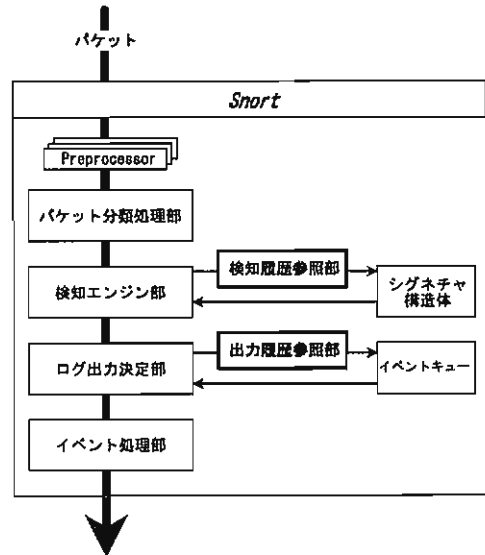 パケット
Snort
Preprocessor
パケット分類処理部
検知エンジン部
検知履歴参照部
シグネチャ
構造体
ログ出力決定部
出力履歴参照部
イベントキュー
イベント処理部